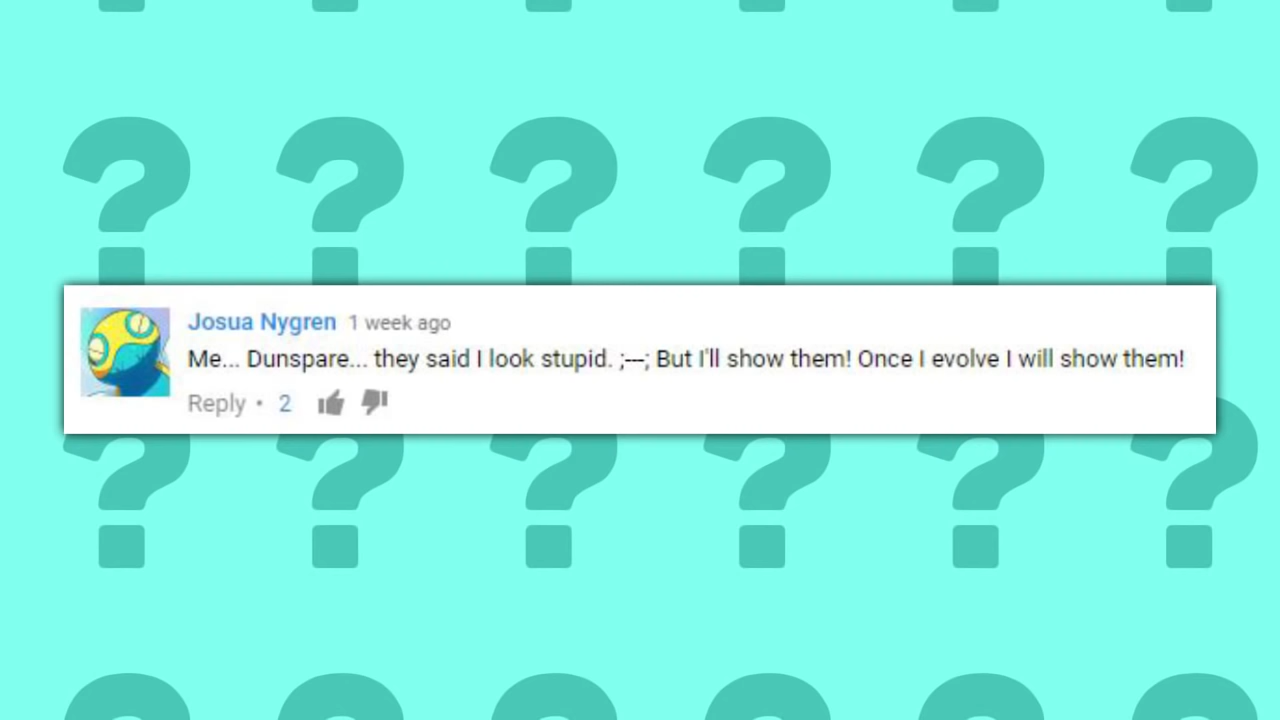 Josua Nygren 1 week ago
Me... Dunspare... they said I look stupid. ;---; But I'll show them! Once I evolve I will show them!
Reply • 2